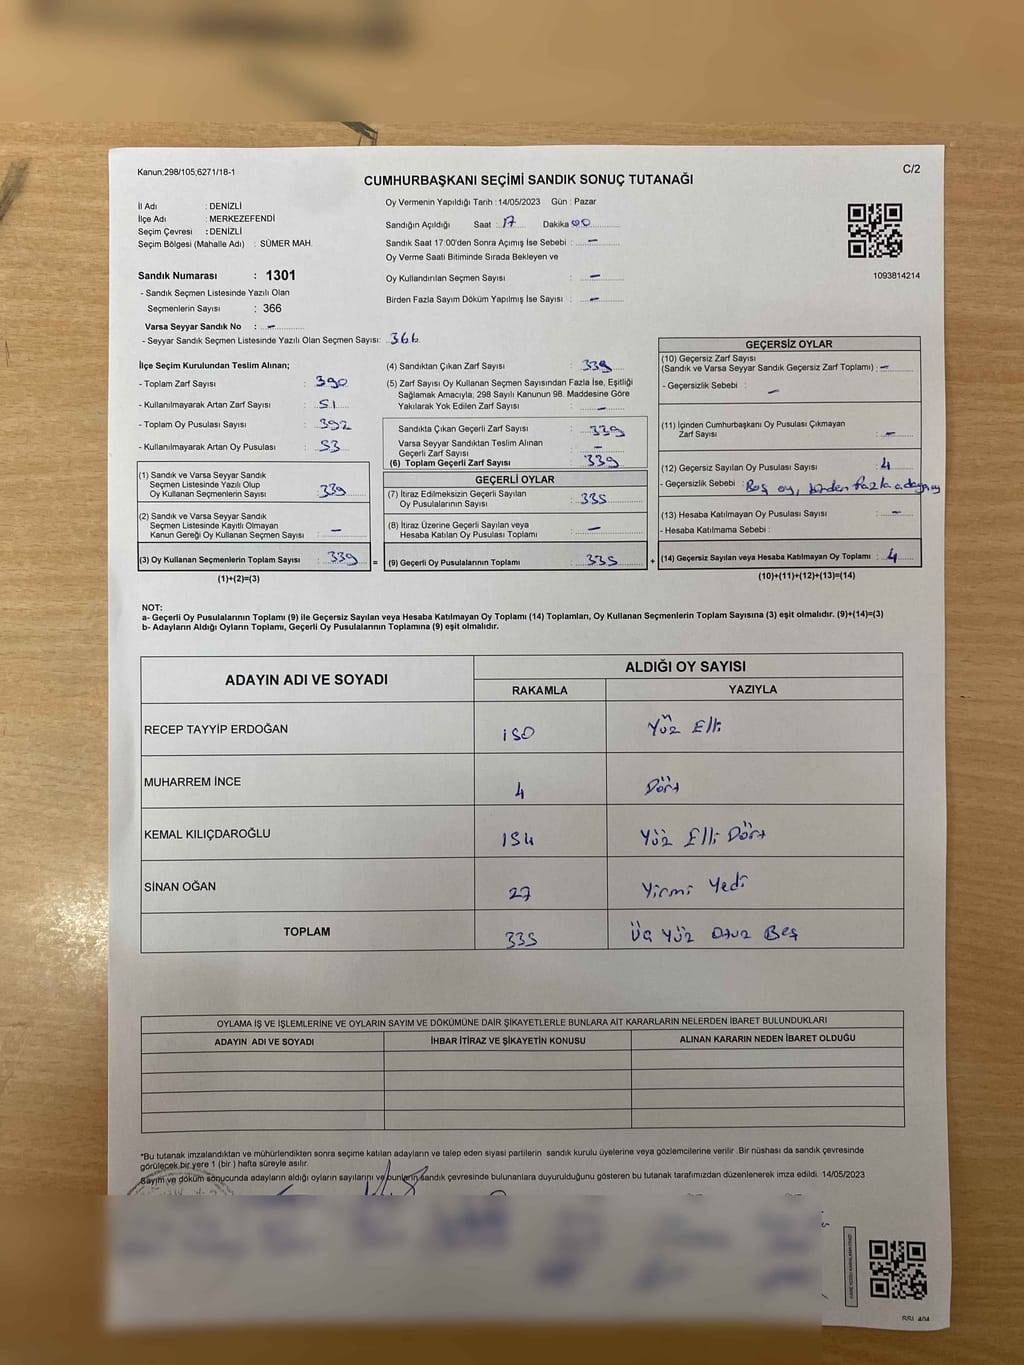 Kanun,298/105,6271/18-1
C/2
CUMHURBAŞKANI SEÇİMİ SANDIK SONUÇ TUTANAĞI
İl Adı : DENİZLİ
İlçe Adı : MERKEZEFENDİ
Seçim Çevresi : DENİZLİ
Seçim Bölgesi (Mahalle Adı) : SÜMER MAH.
Oy Vermenin Yapıldığı Tarih : 14/05/2023 Gün : Pazar
Sandığın Açıldığı Saat : 17 Dakika 00
Sandık Saat 17:00'den Sonra Açımış İse Sebebi : –
Oy Verme Saati Bitiminde Sırada Bekleyen ve
Oy Kullandırılan Seçmen Sayısı : –
Birden Fazla Sayım Döküm Yapılmış İse Sayısı : –
1093814214
Sandık Numarası : 1301
- Sandık Seçmen Listesinde Yazılı Olan
Seçmenlerin Sayısı : 366
Varsa Seyyar Sandık No : –
- Seyyar Sandık Seçmen Listesinde Yazılı Olan Seçmen Sayısı: 366
İlçe Seçim Kurulundan Teslim Alınan;
- Toplam Zarf Sayısı : 390
- Kullanılmayarak Artan Zarf Sayısı : 51
- Toplam Oy Pusulası Sayısı : 392
- Kullanılmayarak Artan Oy Pusulası : 53
(1) Sandık ve Varsa Seyyar Sandık
Seçmen Listesinde Yazılı Olup
Oy Kullanan Seçmenlerin Sayısı : 339
(2) Sandık ve Varsa Seyyar Sandık
Seçmen Listesinde Kayıtlı Olmayan
Kanun Gereği Oy Kullanan Seçmen Sayısı : –
(3) Oy Kullanan Seçmenlerin Toplam Sayısı : 339 =
(1)+(2)=(3)
(4) Sandıktan Çıkan Zarf Sayısı : 339
(5) Zarf Sayısı Oy Kullanan Seçmen Sayısından Fazla İse, Eşitliği
Sağlamak Amacıyla; 298 Sayılı Kanunun 98. Maddesine Göre
Yakılarak Yok Edilen Zarf Sayısı : –
Sandıkta Çıkan Geçerli Zarf Sayısı : 339
Varsa Seyyar Sandıktan Teslim Alınan
Geçerli Zarf Sayısı : –
(6) Toplam Geçerli Zarf Sayısı : 339
GEÇERLİ OYLAR
(7) İtiraz Edilmeksizin Geçerli Sayılan
Oy Pusulalarının Sayısı : 335
(8) İtiraz Üzerine Geçerli Sayılan veya
Hesaba Katılan Oy Pusulası Toplamı : –
(9) Geçerli Oy Pusulalarının Toplamı : 335 +
GEÇERSİZ OYLAR
(10) Geçersiz Zarf Sayısı
(Sandık ve Varsa Seyyar Sandık Geçersiz Zarf Toplamı) : –
- Geçersizlik Sebebi : –
(11) İçinden Cumhurbaşkanı Oy Pusulası Çıkmayan
Zarf Sayısı : –
(12) Geçersiz Sayılan Oy Pusulası Sayısı : 4
- Geçersizlik Sebebi : Boş oy, birden fazla
(13) Hesaba Katılmayan Oy Pusulası Sayısı : –
- Hesaba Katılmama Sebebi :
(14) Geçersiz Sayılan veya Hesaba Katılmayan Oy Toplamı : 4
(10)+(11)+(12)+(13)=(14)
NOT:
a- Geçerli Oy Pusulalarının Toplamı (9) ile Geçersiz Sayılan veya Hesaba Katılmayan Oy Toplamı (14) Toplamları, Oy Kullanan Seçmenlerin Toplam Sayısına (3) eşit olmalıdır. (9)+(14)=(3)
b- Adayların Aldığı Oyların Toplamı, Geçerli Oy Pusulalarının Toplamına (9) eşit olmalıdır.
ADAYIN ADI VE SOYADI
ALDIĞI OY SAYISI
RAKAMLA YAZIYLA
RECEP TAYYİP ERDOĞAN 150 Yüz Elli
MUHARREM İNCE 4 Dört
KEMAL KILIÇDAROĞLU 154 Yüz Elli Dört
SİNAN OĞAN 27 Yirmi Yedi
TOPLAM 335 Üç Yüz Otuz Beş
OYLAMA İŞ VE İŞLEMLERİNE VE OYLARIN SAYIM VE DÖKÜMÜNE DAİR ŞİKAYETLERLE BUNLARA AİT KARARLARIN NELERDEN İBARET BULUNDUKLARI
ADAYIN ADI VE SOYADI İHBAR İTİRAZ VE ŞİKAYETİN KONUSU ALINAN KARARIN NEDEN İBARET OLDUĞU
*Bu tutanak imzalandıktan ve mühürlendikten sonra seçime katılan adayların ve talep eden siyasi partilerin sandık kurulu üyelerine veya gözlemcilerine verilir .Bir nüshası da sandık çevresinde
görülecek bir yere 1 (bir ) hafta süreyle asılır.
Sayım ve döküm sonucunda adayların aldığı oyların sayılarını ve bunların sandık çevresinde bulunanlara duyurulduğunu gösteren bu tutanak tarafımızdan düzenlenerek imza edildi. 14/05/2023